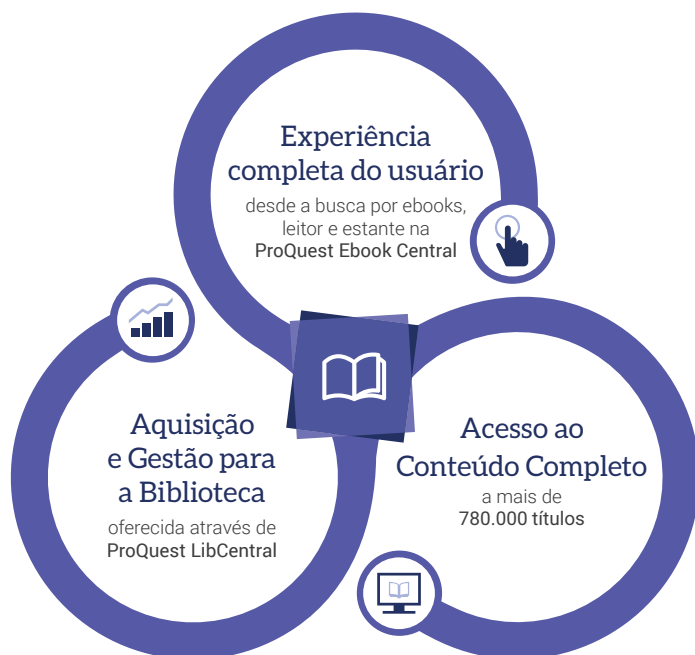 Experiência
completa do usuário
desde a busca por ebooks,
leitor e estante na
ProQuest Ebook Central
Aquisição
e Gestão para
a Biblioteca
oferecida através de
ProQuest LibCentral
Acesso ao
Conteúdo Completo
a mais de
780.000 títulos